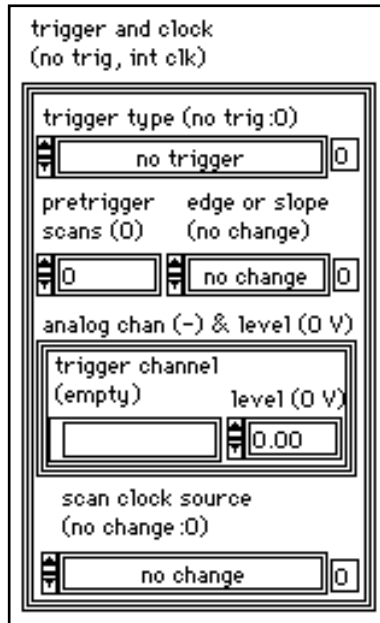 trigger and clock
(no trig, int clk)
trigger type (no trig :0)
no trigger 0
pretrigger
scans (0)
edge or slope
(no change)
0
no change 0
analog chan (-) & level (0 V)
trigger channel
(empty)
level (0 V)
0.00
scan clock source
(no change :0)
no change 0